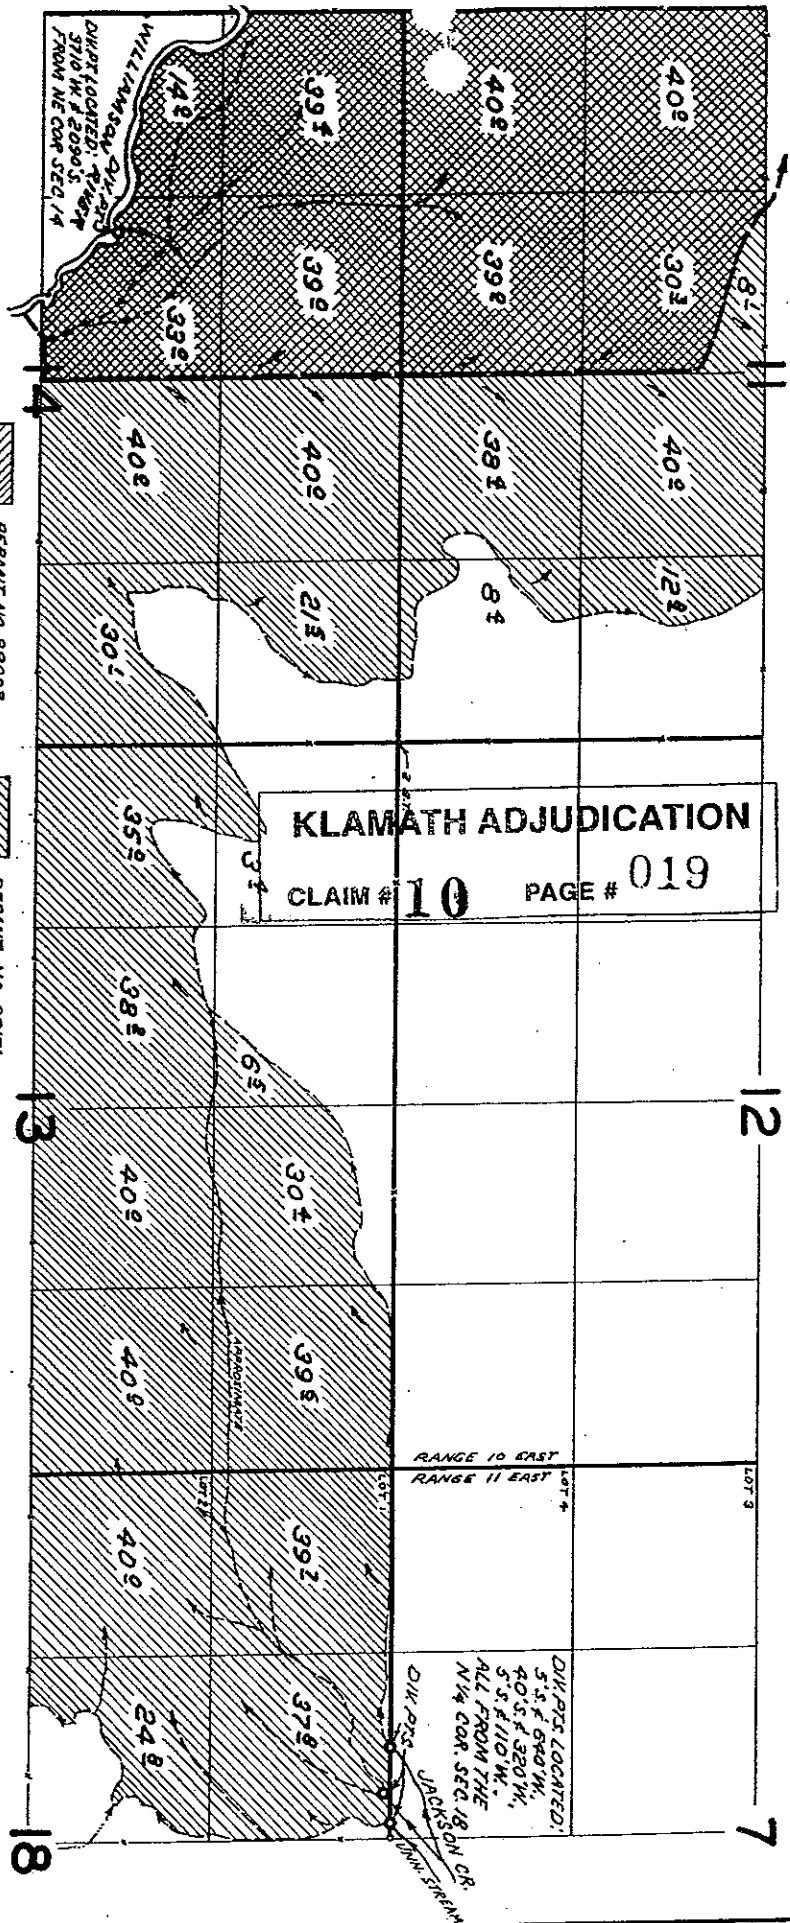 40.0
40.0
39.4
14.0
8.1
30.3
39.0
39.0
33.0
WILLIAMSON
RIVER
DIV. PT'S
DIV.PT. LOCATED:
3710' W. & 2090' S.
FROM NE COR. SEC. 14
11
14
40.0
38.4
40.0
40.0
12.8
8.4
21.5
30.1
KLAMATH ADJUDICATION
CLAIM # 10 PAGE # 019
3.4
35.0
38.8
12
13
6.5
30.4
40.0
39.6
40.0
APPROXIMATE
RANGE 10 EAST
RANGE 11 EAST
LOT 3
LOT 4
LOT 1
LOT 2
39.7
40.0
37.8
24.8
DIV. PTS. LOCATED:
5' S. & 640' W.
40' S. & 320' W.,
5' S. & 110' W.,
ALL FROM THE
N1/4 COR. SEC. 18
DIV. PTS
JACKSON CR.
UNN. STREAM
7
18